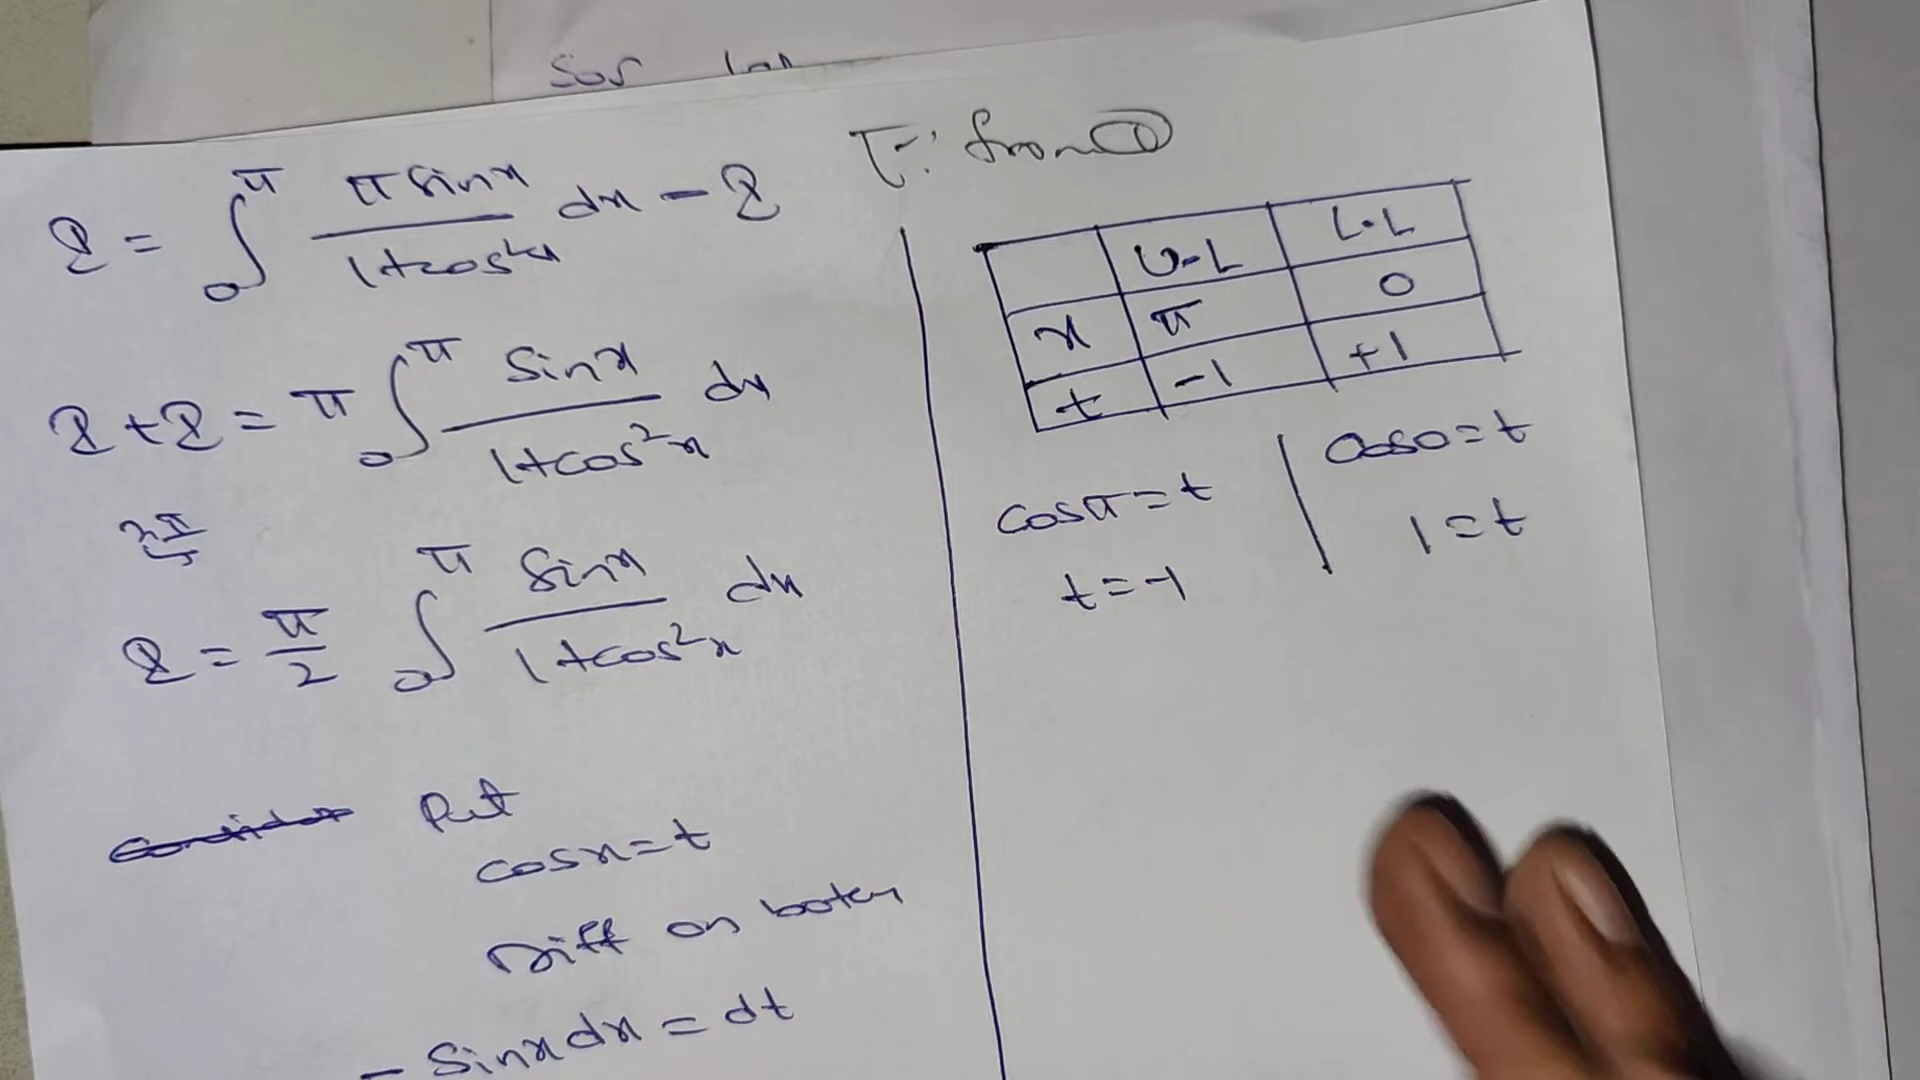 I = ∫₀^π π sinx / 1+cos²x dx - I [∵ from ①]
I + I = π ∫₀^π sinx / 1+cos²x dx
I = π/2 ∫₀^π sinx / 1+cos²x dx
Put
cosx = t
Diff on both
- sinx dx = dt
U.L L.L
x π 0
t -1 +1
cosπ = t
t = -1
cos0 = t
1 = t